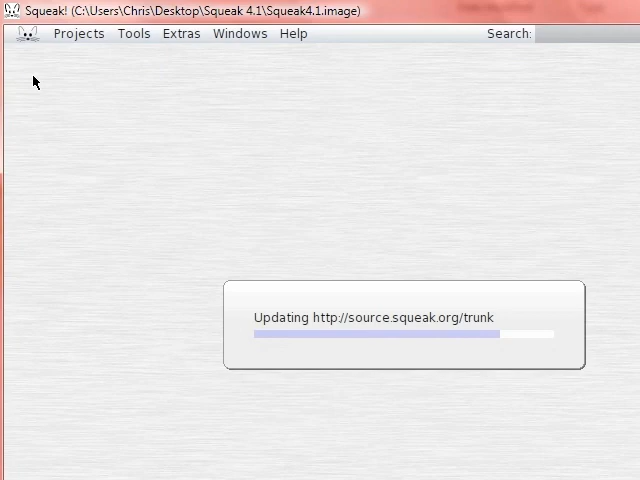 Squeak! (C:\Users\Chris\Desktop\Squeak 4.1\Squeak4.1.image)
Projects Tools Extras Windows Help Search:
Updating http://source.squeak.org/trunk